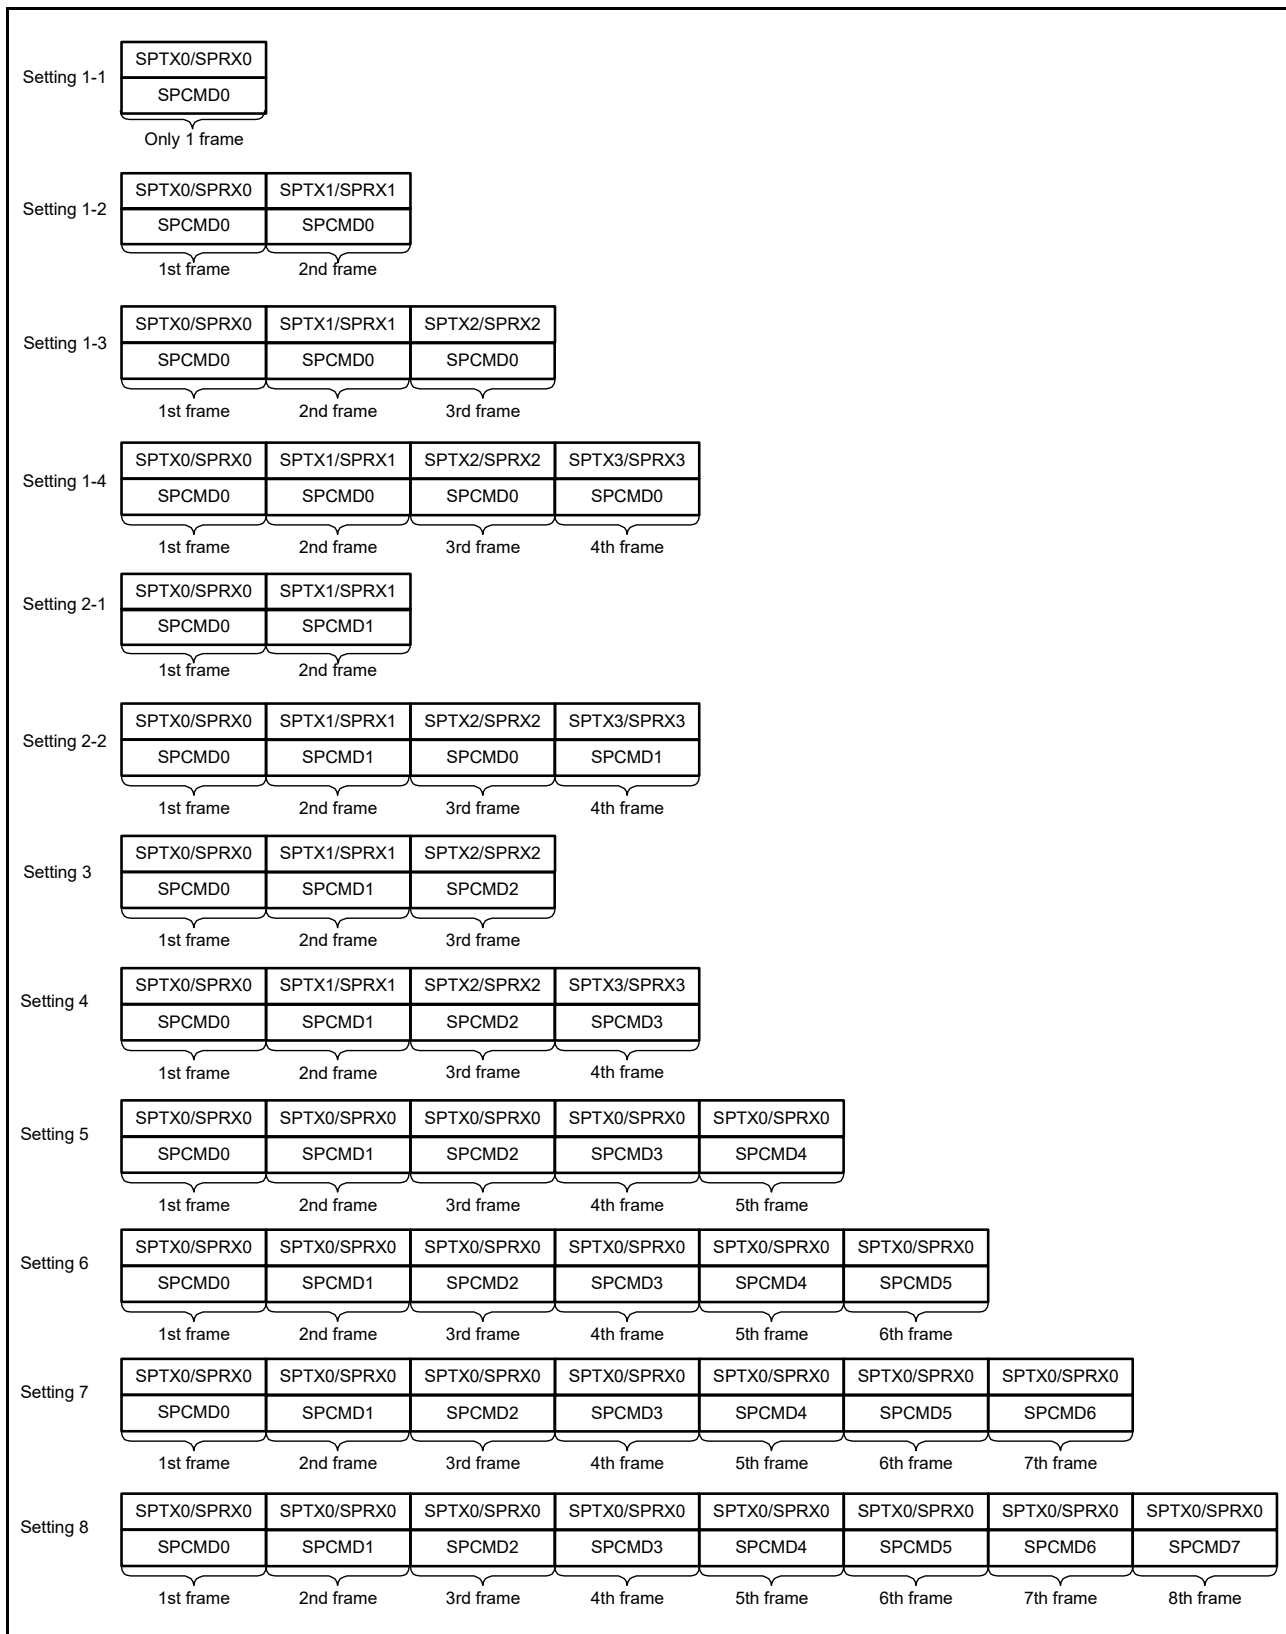 SPTX0/SPRX0
Setting 1-1
SPCMD0
Only 1 frame
SPTX0/SPRX0 SPTX1/SPRX1
Setting 1-2
SPCMD0 SPCMD0
1st frame 2nd frame
SPTX0/SPRX0 SPTX1/SPRX1 SPTX2/SPRX2
Setting 1-3
SPCMD0 SPCMD0 SPCMD0
1st frame 2nd frame 3rd frame
SPTX0/SPRX0 SPTX1/SPRX1 SPTX2/SPRX2 SPTX3/SPRX3
Setting 1-4
SPCMD0 SPCMD0 SPCMD0 SPCMD0
1st frame 2nd frame 3rd frame 4th frame
SPTX0/SPRX0 SPTX1/SPRX1
Setting 2-1
SPCMD0 SPCMD1
1st frame 2nd frame
SPTX0/SPRX0 SPTX1/SPRX1 SPTX2/SPRX2 SPTX3/SPRX3
Setting 2-2
SPCMD0 SPCMD1 SPCMD0 SPCMD1
1st frame 2nd frame 3rd frame 4th frame
SPTX0/SPRX0 SPTX1/SPRX1 SPTX2/SPRX2
Setting 3
SPCMD0 SPCMD1 SPCMD2
1st frame 2nd frame 3rd frame
SPTX0/SPRX0 SPTX1/SPRX1 SPTX2/SPRX2 SPTX3/SPRX3
Setting 4
SPCMD0 SPCMD1 SPCMD2 SPCMD3
1st frame 2nd frame 3rd frame 4th frame
SPTX0/SPRX0 SPTX0/SPRX0 SPTX0/SPRX0 SPTX0/SPRX0 SPTX0/SPRX0
Setting 5
SPCMD0 SPCMD1 SPCMD2 SPCMD3 SPCMD4
1st frame 2nd frame 3rd frame 4th frame 5th frame
SPTX0/SPRX0 SPTX0/SPRX0 SPTX0/SPRX0 SPTX0/SPRX0 SPTX0/SPRX0 SPTX0/SPRX0
Setting 6
SPCMD0 SPCMD1 SPCMD2 SPCMD3 SPCMD4 SPCMD5
1st frame 2nd frame 3rd frame 4th frame 5th frame 6th frame
SPTX0/SPRX0 SPTX0/SPRX0 SPTX0/SPRX0 SPTX0/SPRX0 SPTX0/SPRX0 SPTX0/SPRX0 SPTX0/SPRX0
Setting 7
SPCMD0 SPCMD1 SPCMD2 SPCMD3 SPCMD4 SPCMD5 SPCMD6
1st frame 2nd frame 3rd frame 4th frame 5th frame 6th frame 7th frame
SPTX0/SPRX0 SPTX0/SPRX0 SPTX0/SPRX0 SPTX0/SPRX0 SPTX0/SPRX0 SPTX0/SPRX0 SPTX0/SPRX0 SPTX0/SPRX0
Setting 8
SPCMD0 SPCMD1 SPCMD2 SPCMD3 SPCMD4 SPCMD5 SPCMD6 SPCMD7
1st frame 2nd frame 3rd frame 4th frame 5th frame 6th frame 7th frame 8th frame